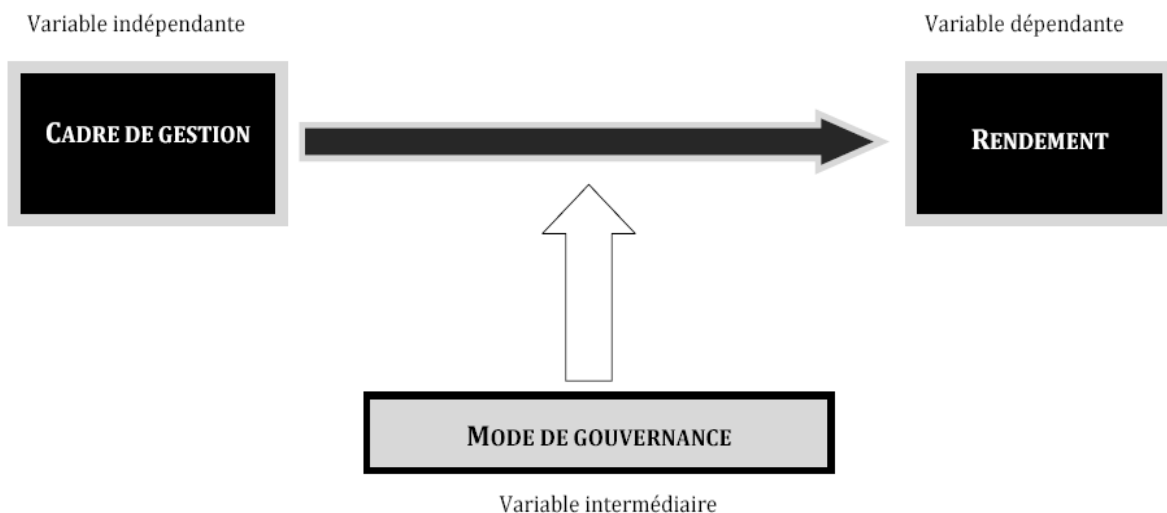 Variable indépendante
Variable dépendante
CADRE DE GESTION
RENDEMENT
MODE DE GOUVERNANCE
Variable intermédiaire